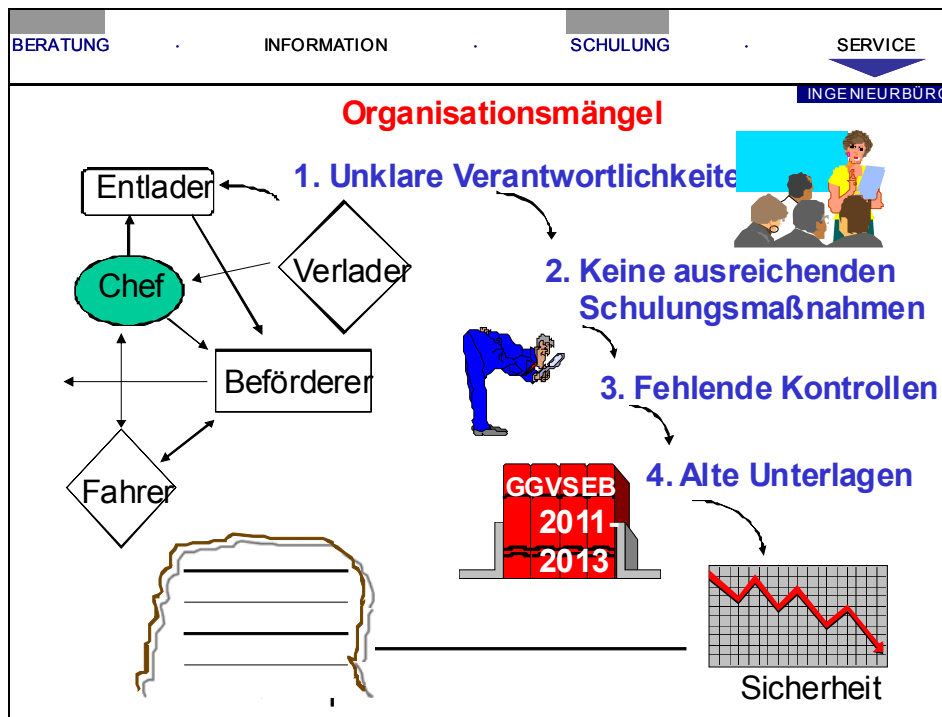 BERATUNG · INFORMATION · SCHULUNG · SERVICE
INGENIEURBÜRO
Organisationsmängel
1. Unklare Verantwortlichkeite
Entlader
Verlader
Chef
Beförderer
Fahrer
2. Keine ausreichenden
Schulungsmaßnahmen
3. Fehlende Kontrollen
4. Alte Unterlagen
GGVSEB
2011-
2013
Sicherheit